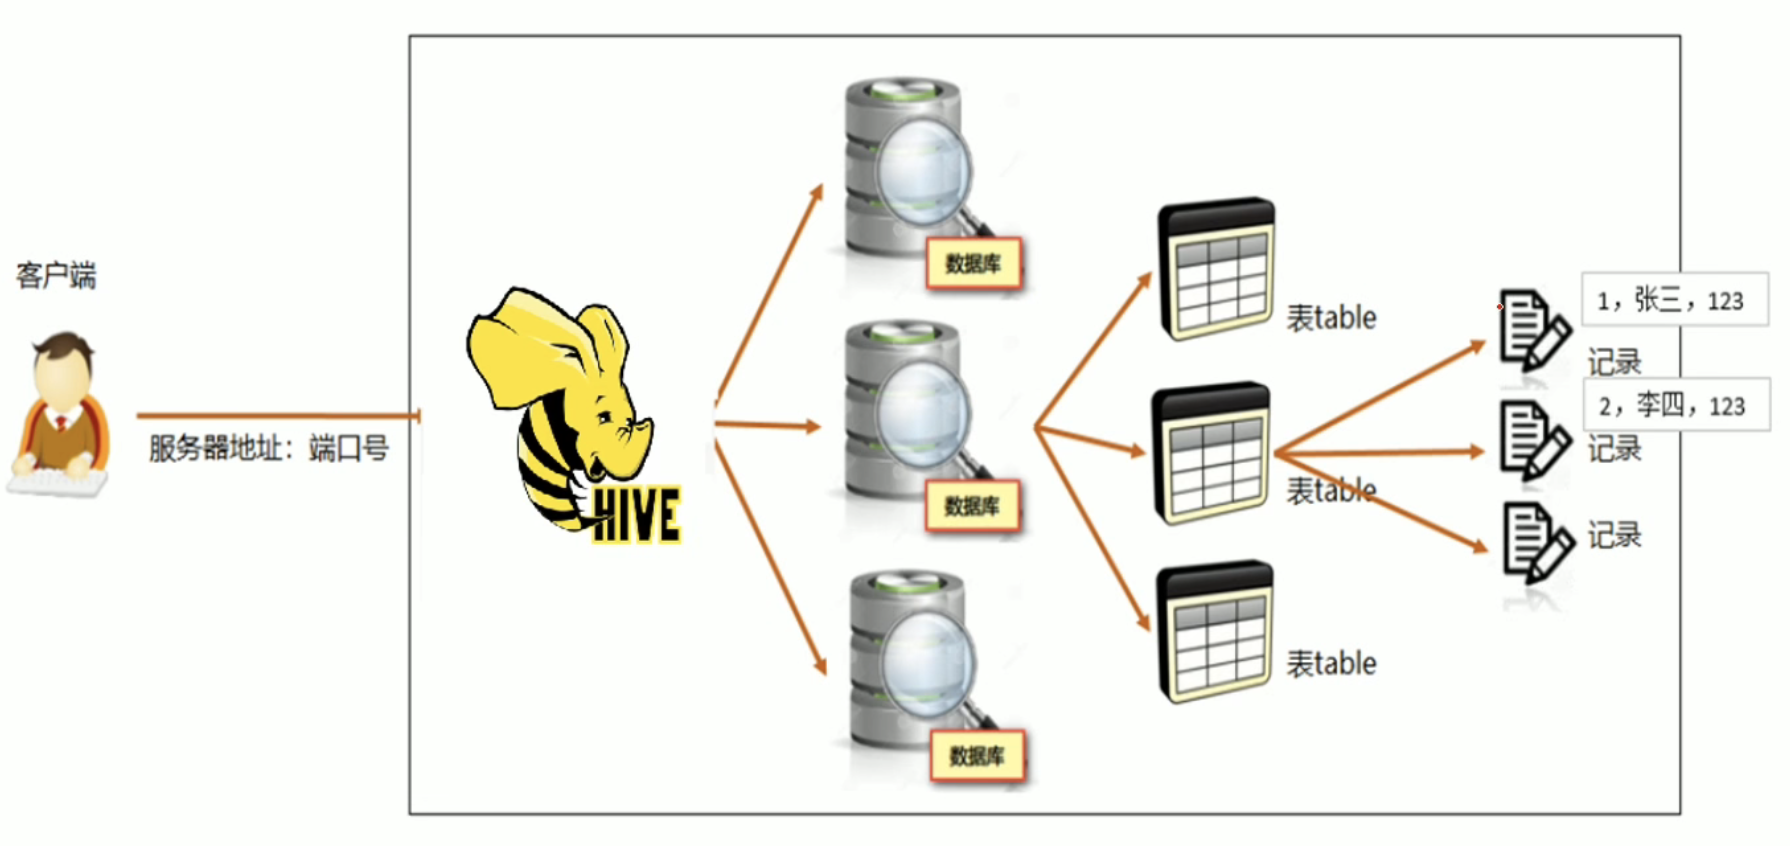 客户端
服务器地址：端口号
HIVE
数据库
数据库
数据库
表table
表table
表table
1，张三，123
记录
2，李四，123
记录
记录